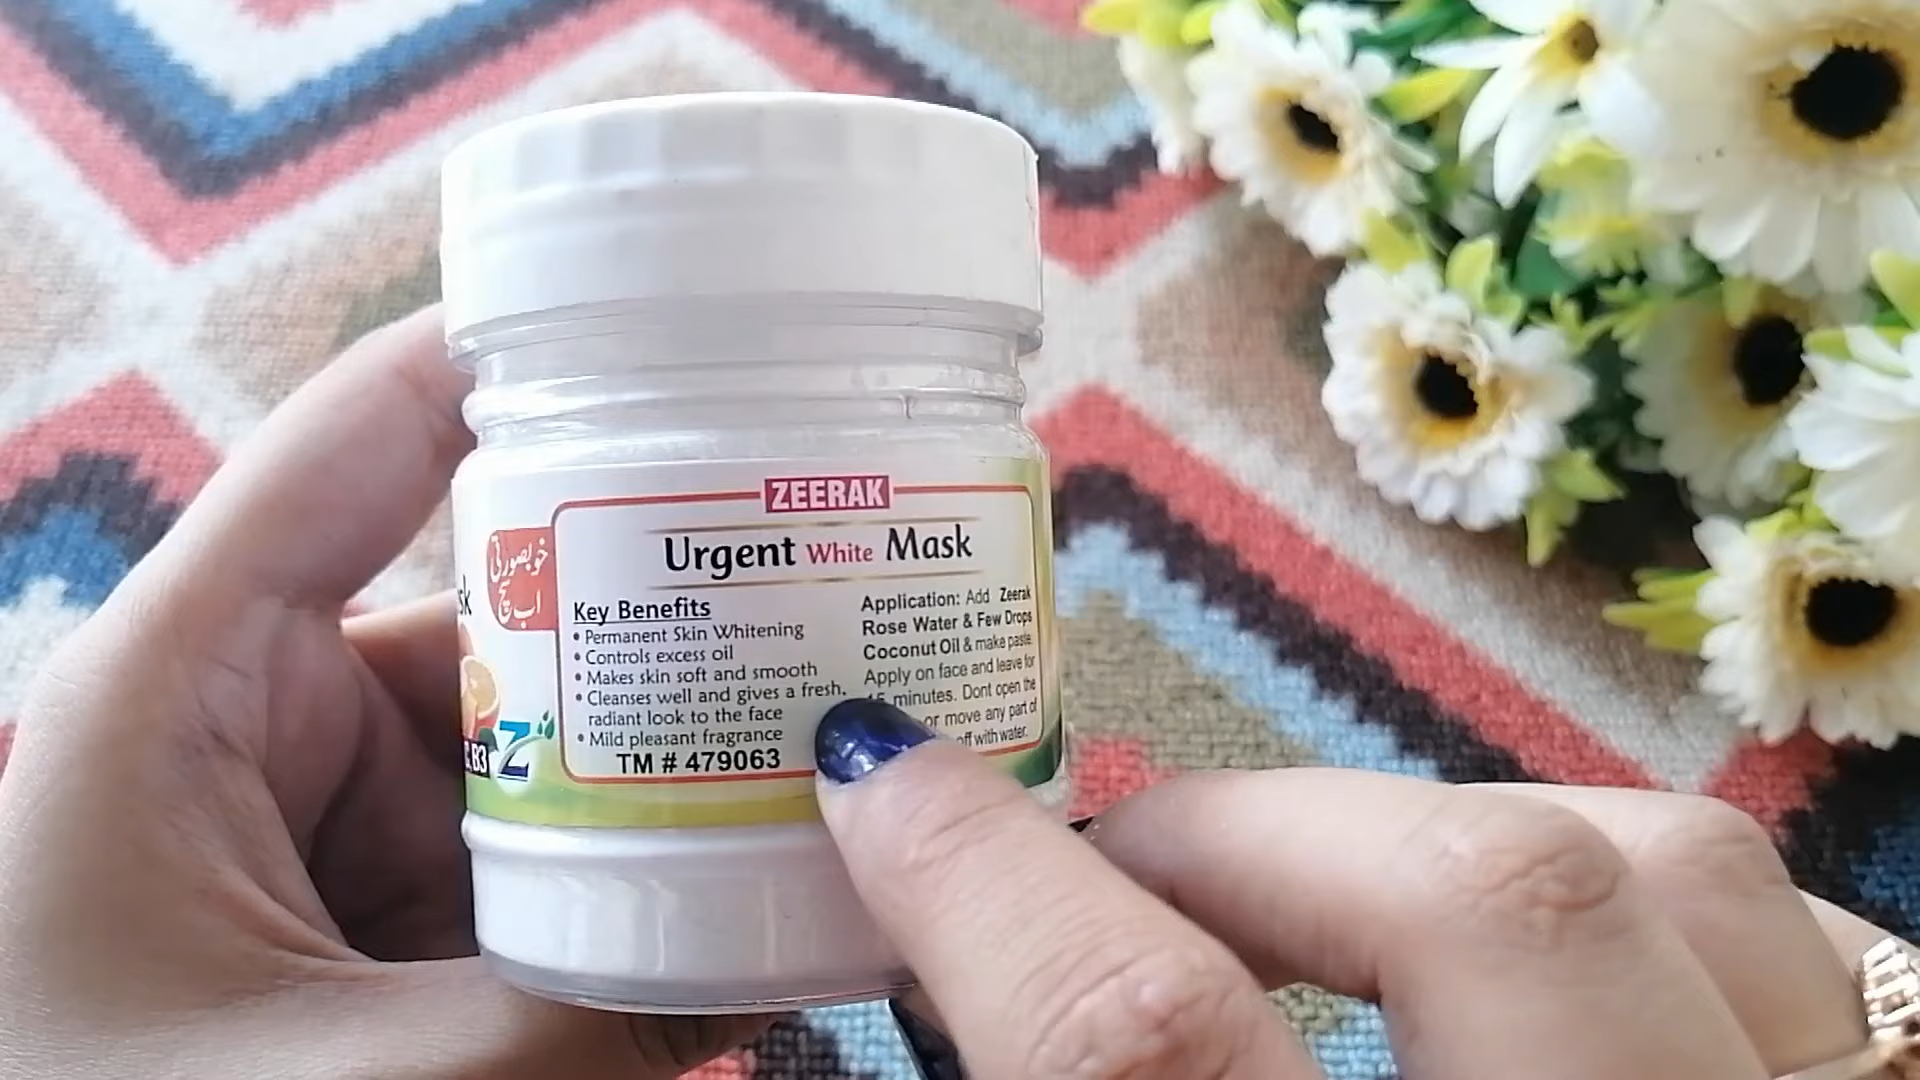 ZEERAK
Urgent White Mask
sk
خوبصورتی
اب سچ
B3
Z
Key Benefits
• Permanent Skin Whitening
• Controls excess oil
• Makes skin soft and smooth
• Cleanses well and gives a fresh,
radiant look to the face
• Mild pleasant fragrance
TM # 479063
Application: Add Zeerak
Rose Water & Few Drops
Coconut Oil & make paste.
Apply on face and leave for
15 minutes. Dont open the
or move any part of
off with water.